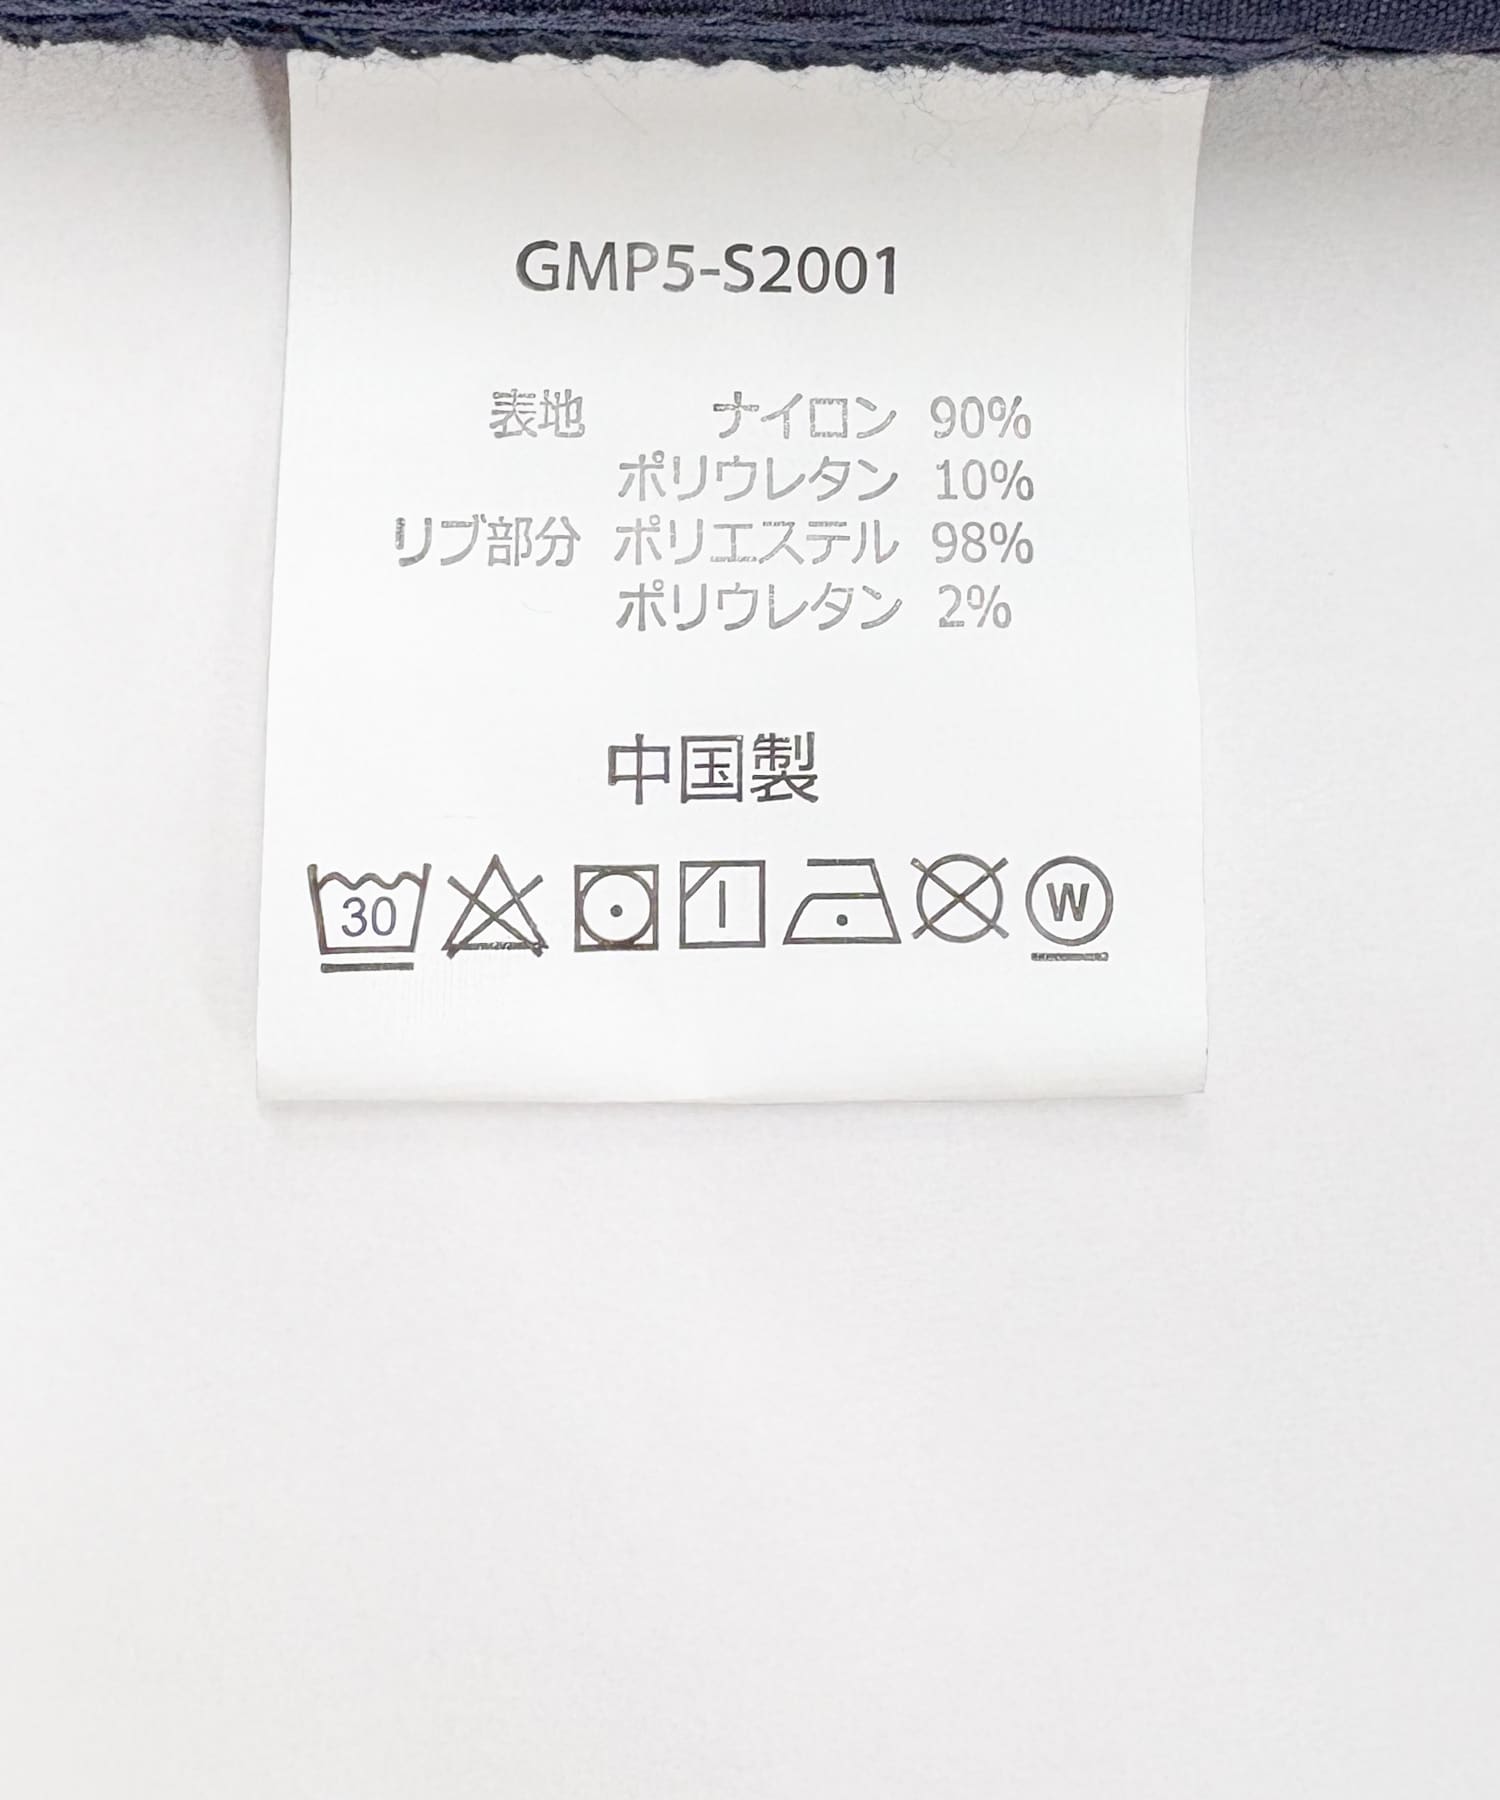 GMP5-S2001
表地 ナイロン 90%
ポリウレタン 10%
リブ部分 ポリエステル 98%
ポリウレタン 2%
中国製
30 W